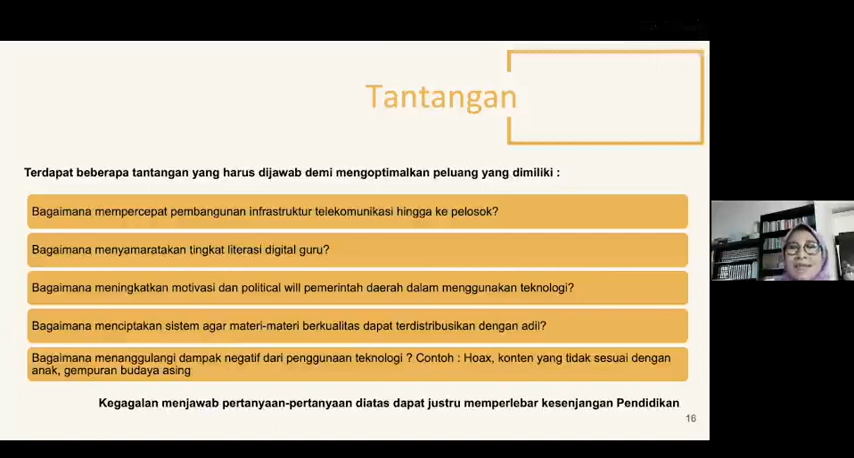 Tantangan
Terdapat beberapa tantangan yang harus dijawab demi mengoptimalkan peluang yang dimiliki :
Bagaimana mempercepat pembangunan infrastruktur telekomunikasi hingga ke pelosok?
Bagaimana menyamaratakan tingkat literasi digital guru?
Bagaimana meningkatkan motivasi dan political will pemerintah daerah dalam menggunakan teknologi?
Bagaimana menciptakan sistem agar materi-materi berkualitas dapat terdistribusikan dengan adil?
Bagaimana menanggulangi dampak negatif dari penggunaan teknologi ? Contoh : Hoax, konten yang tidak sesuai dengan
anak, gempuran budaya asing
Kegagalan menjawab pertanyaan-pertanyaan diatas dapat justru memperlebar kesenjangan Pendidikan
16